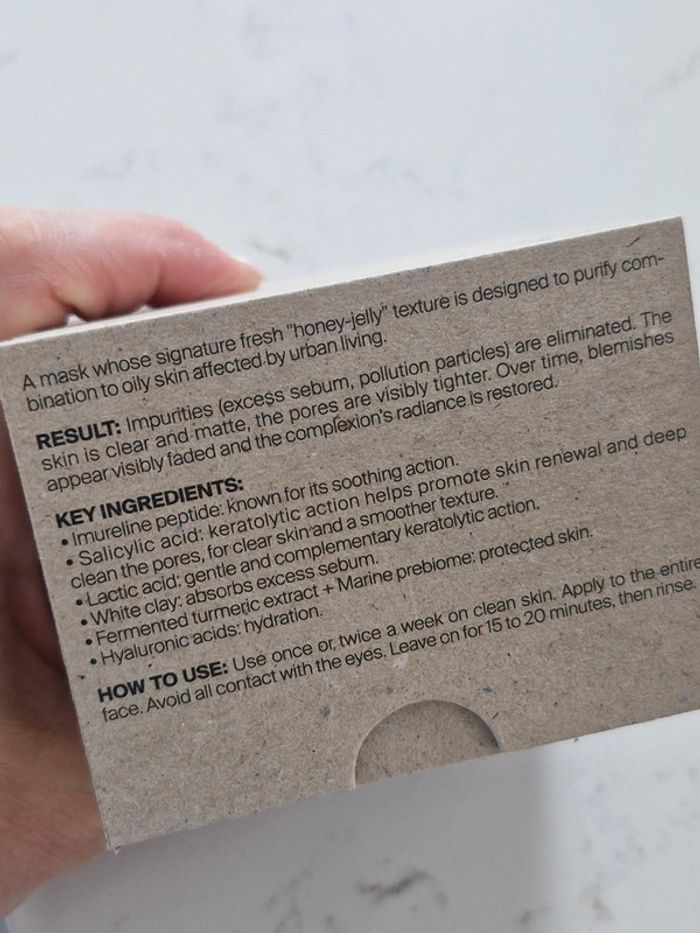 A mask whose signature fresh "honey-jelly" texture is designed to purify com-
bination to oily skin affected by urban living.
RESULT: Impurities (excess sebum, pollution particles) are eliminated. The
skin is clear and matte, the pores are visibly tighter. Over time, blemishes
appear visibly faded and the complexion's radiance is restored.
KEY INGREDIENTS:
• Imureline peptide: known for its soothing action.
• Salicylic acid: keratolytic action helps promote skin renewal and deep
clean the pores, for clear skin and a smoother texture.
• Lactic acid: gentle and complementary keratolytic action.
• White clay: absorbs excess sebum.
• Fermented turmeric extract + Marine prebiome: protected skin.
• Hyaluronic acids: hydration.
HOW TO USE: Use once or twice a week on clean skin. Apply to the entire
face. Avoid all contact with the eyes. Leave on for 15 to 20 minutes, then rinse.